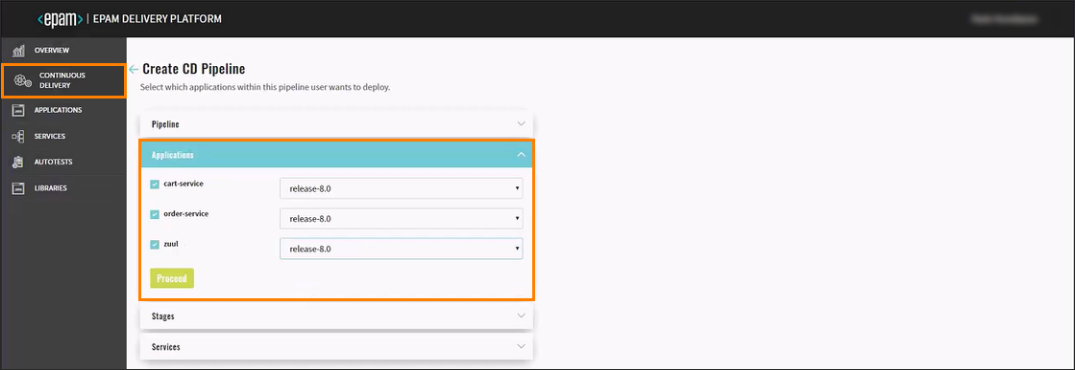 <epam> | EPAM DELIVERY PLATFORM
OVERVIEW
CONTINUOUS
DELIVERY
APPLICATIONS
SERVICES
AUTOTESTS
LIBRARIES
Create CD Pipeline
Select which applications within this pipeline user wants to deploy.
Pipeline
Applications
cart-service release-8.0
order-service release-8.0
zuul release-8.0
Proceed
Stages
Services